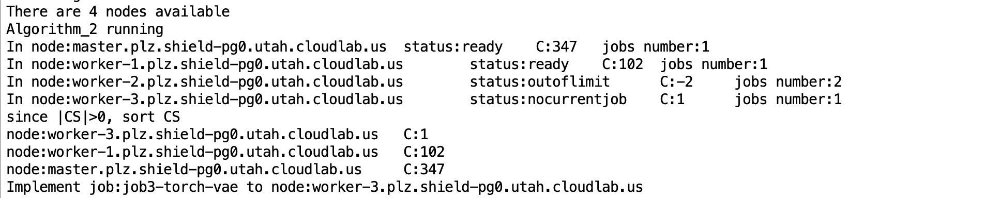 There are 4 nodes available
Algorithm_2 running
In node:master.plz.shield-pg0.utah.cloudlab.us  status:ready    C:347   jobs number:1
In node:worker-1.plz.shield-pg0.utah.cloudlab.us        status:ready    C:102  jobs number:1
In node:worker-2.plz.shield-pg0.utah.cloudlab.us        status:outoflimit      C:-2     jobs number:2
In node:worker-3.plz.shield-pg0.utah.cloudlab.us        status:nocurrentjob    C:1      jobs number:1
since |CS|>0, sort CS
node:worker-3.plz.shield-pg0.utah.cloudlab.us   C:1
node:worker-1.plz.shield-pg0.utah.cloudlab.us   C:102
node:master.plz.shield-pg0.utah.cloudlab.us     C:347
Implement job:job3-torch-vae to node:worker-3.plz.shield-pg0.utah.cloudlab.us